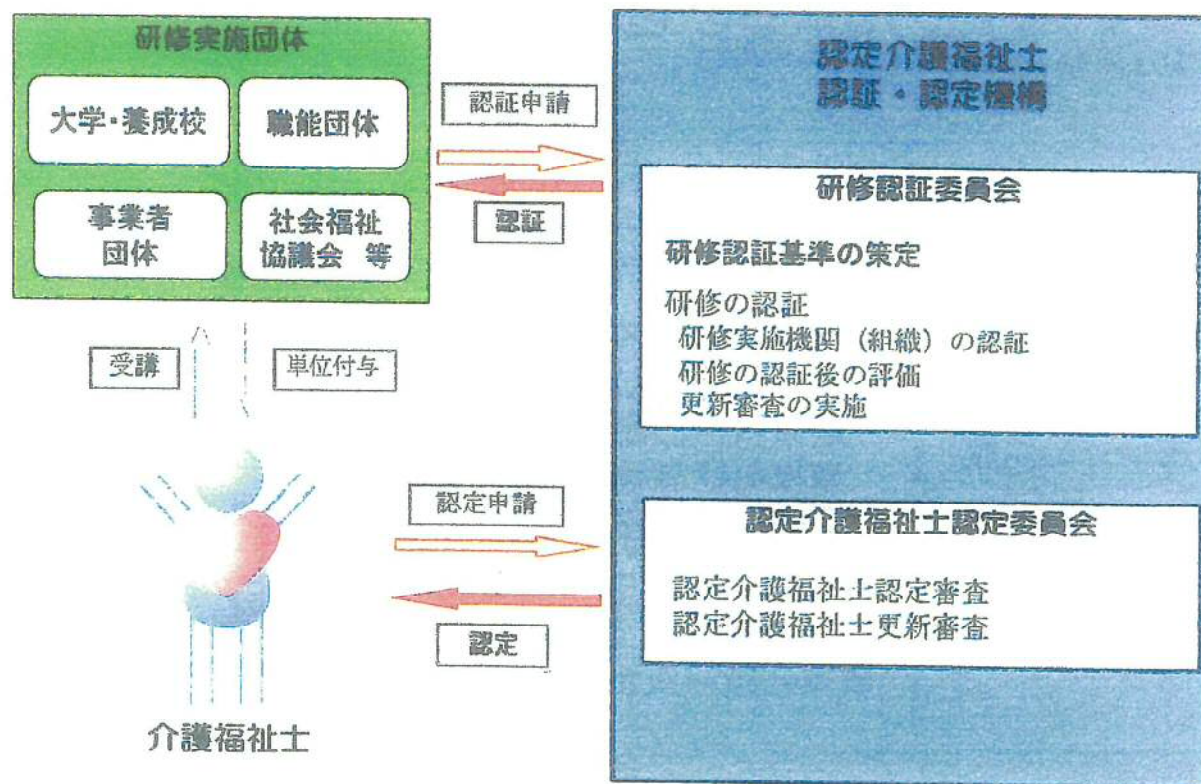 研修実施団体
大学・養成校
職能団体
事業者
団体
社会福祉
協議会 等
認証申請
認証
受講
単位付与
認定申請
認定
介護福祉士
認定介護福祉士
認証・認定機構
研修認証委員会
研修認証基準の策定
研修の認証
研修実施機関（組織）の認証
研修の認証後の評価
更新審査の実施
認定介護福祉士認定委員会
認定介護福祉士認定審査
認定介護福祉士更新審査